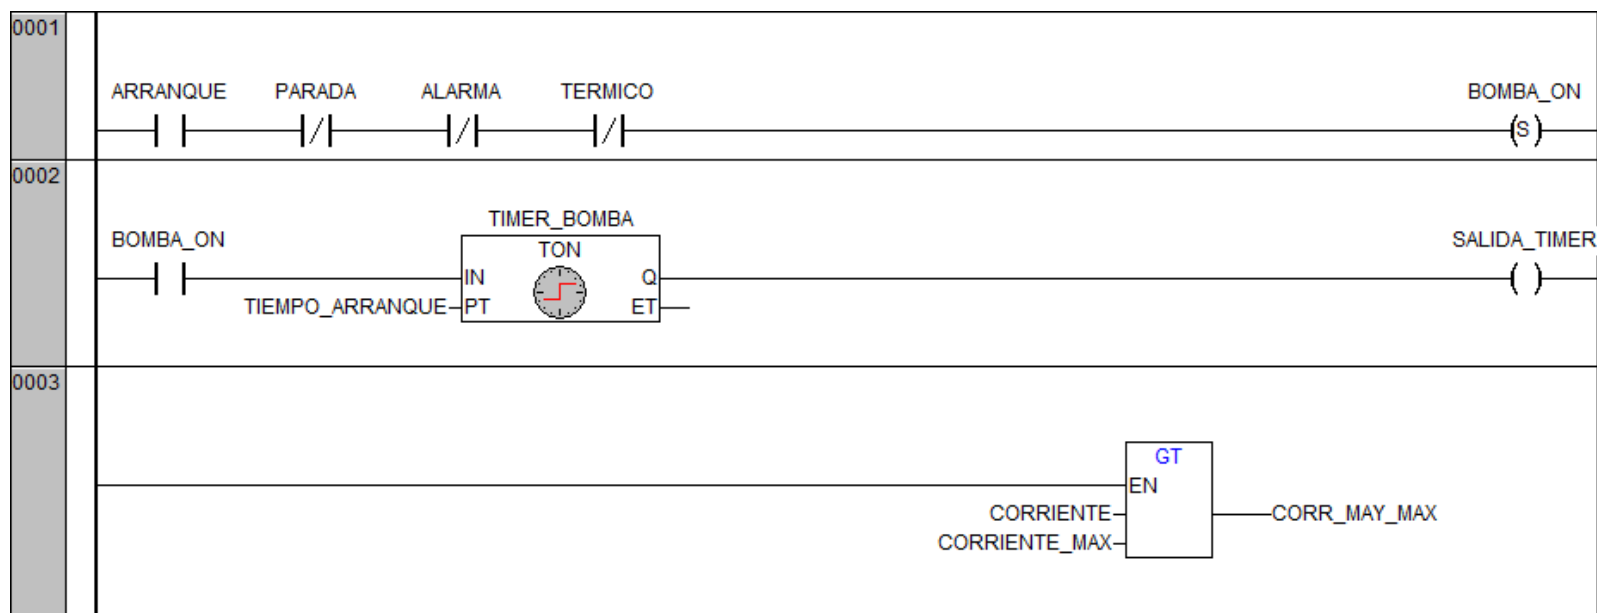 0001
ARRANQUE PARADA ALARMA TERMICO BOMBA_ON
S
0002
TIMER_BOMBA
BOMBA_ON TON SALIDA_TIMER
IN Q
TIEMPO_ARRANQUE PT ET
0003
GT
EN
CORRIENTE CORR_MAY_MAX
CORRIENTE_MAX